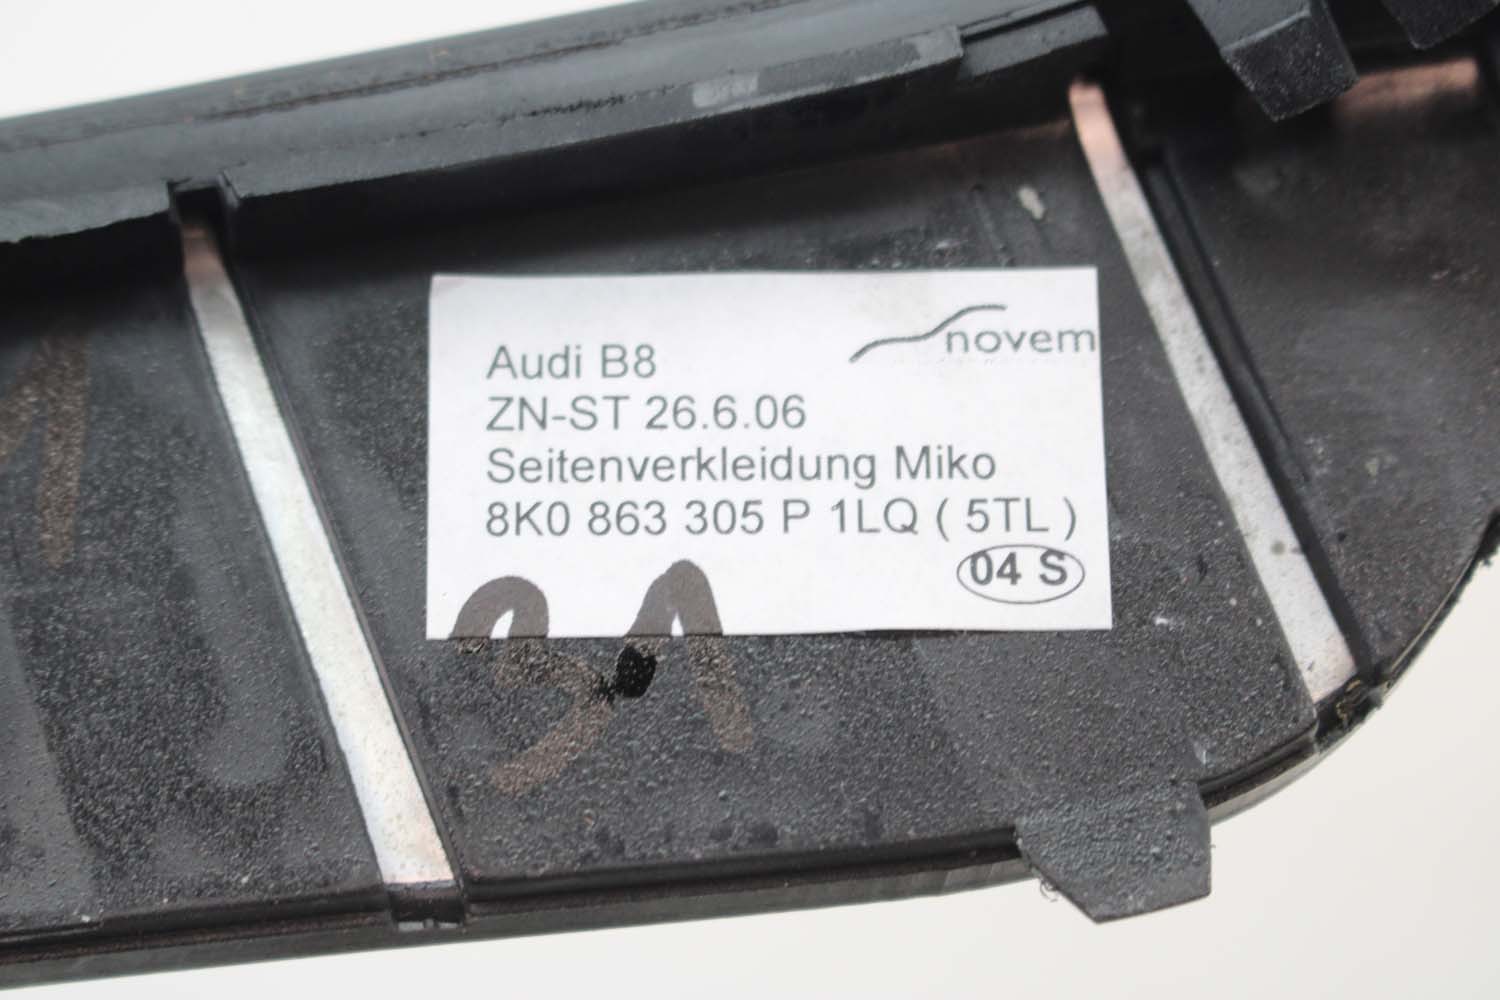 novem
Audi B8
ZN-ST 26.6.06
Seitenverkleidung Miko
8K0 863 305 P 1LQ ( 5TL )
04 S